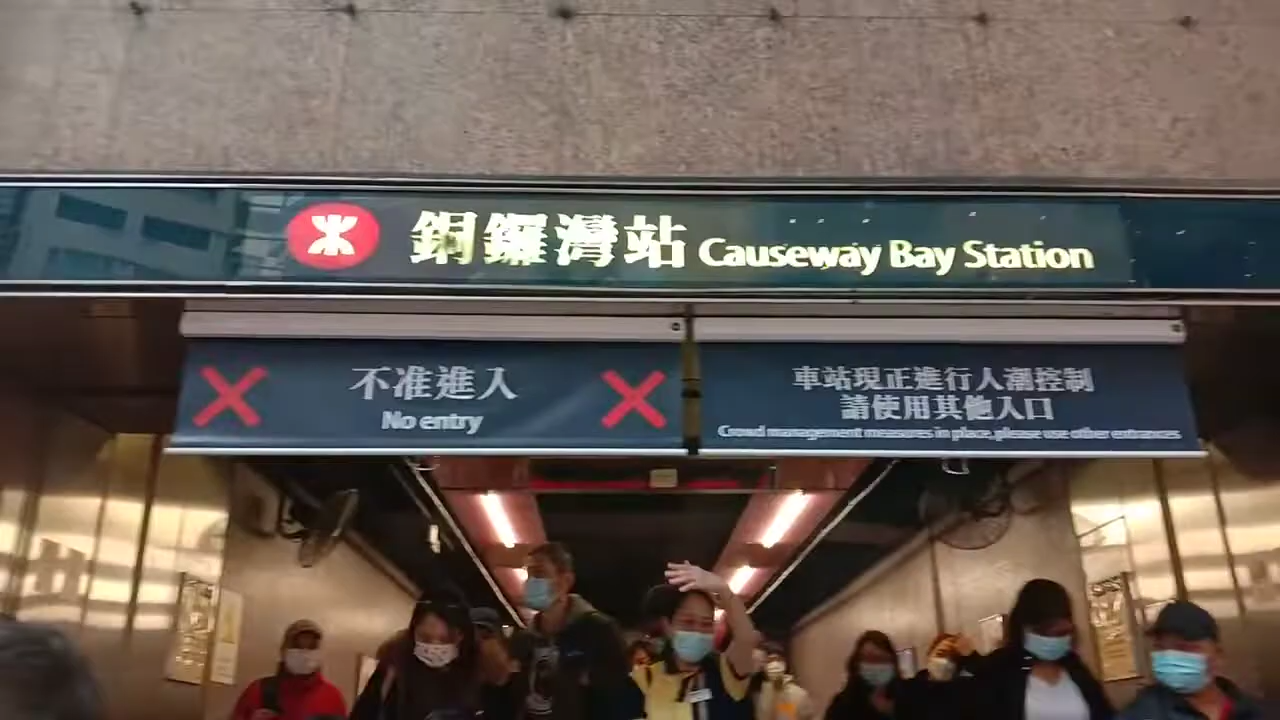 銅鑼灣站 Causeway Bay Station
不准進入
No entry
車站現正進行人潮控制
請使用其他入口
Crowd management measures in place, please use other entrances